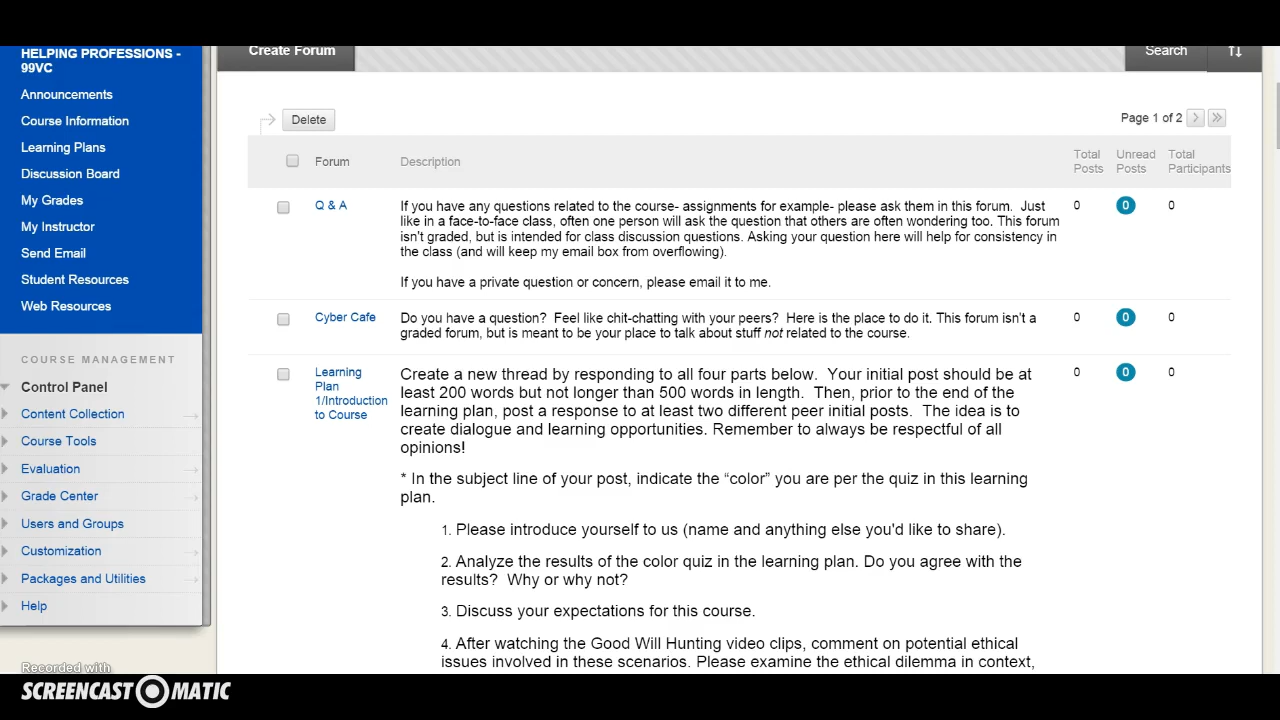 HELPING PROFESSIONS -
99VC
Announcements
Course Information
Learning Plans
Discussion Board
My Grades
My Instructor
Send Email
Student Resources
Web Resources
COURSE MANAGEMENT
Control Panel
Content Collection
Course Tools
Evaluation
Grade Center
Users and Groups
Customization
Packages and Utilities
Help
Recorded with
SCREENCAST MATIC
Create Forum
Search
Delete
Page 1 of 2
Forum
Description
Total
Posts
Unread
Posts
Total
Participants
Q & A
If you have any questions related to the course- assignments for example- please ask them in this forum.  Just
like in a face-to-face class, often one person will ask the question that others are often wondering too. This forum
isn't graded, but is intended for class discussion questions. Asking your question here will help for consistency in
the class (and will keep my email box from overflowing).
If you have a private question or concern, please email it to me.
0
0
0
Cyber Cafe
Do you have a question?  Feel like chit-chatting with your peers?  Here is the place to do it. This forum isn't a
graded forum, but is meant to be your place to talk about stuff not related to the course.
0
0
0
Learning
Plan
1/Introduction
to Course
Create a new thread by responding to all four parts below.  Your initial post should be at
least 200 words but not longer than 500 words in length.  Then, prior to the end of the
learning plan, post a response to at least two different peer initial posts.  The idea is to
create dialogue and learning opportunities. Remember to always be respectful of all
opinions!
* In the subject line of your post, indicate the “color” you are per the quiz in this learning
plan.
1. Please introduce yourself to us (name and anything else you'd like to share).
2. Analyze the results of the color quiz in the learning plan. Do you agree with the
results?  Why or why not?
3. Discuss your expectations for this course.
4. After watching the Good Will Hunting video clips, comment on potential ethical
issues involved in these scenarios. Please examine the ethical dilemma in context,
0
0
0